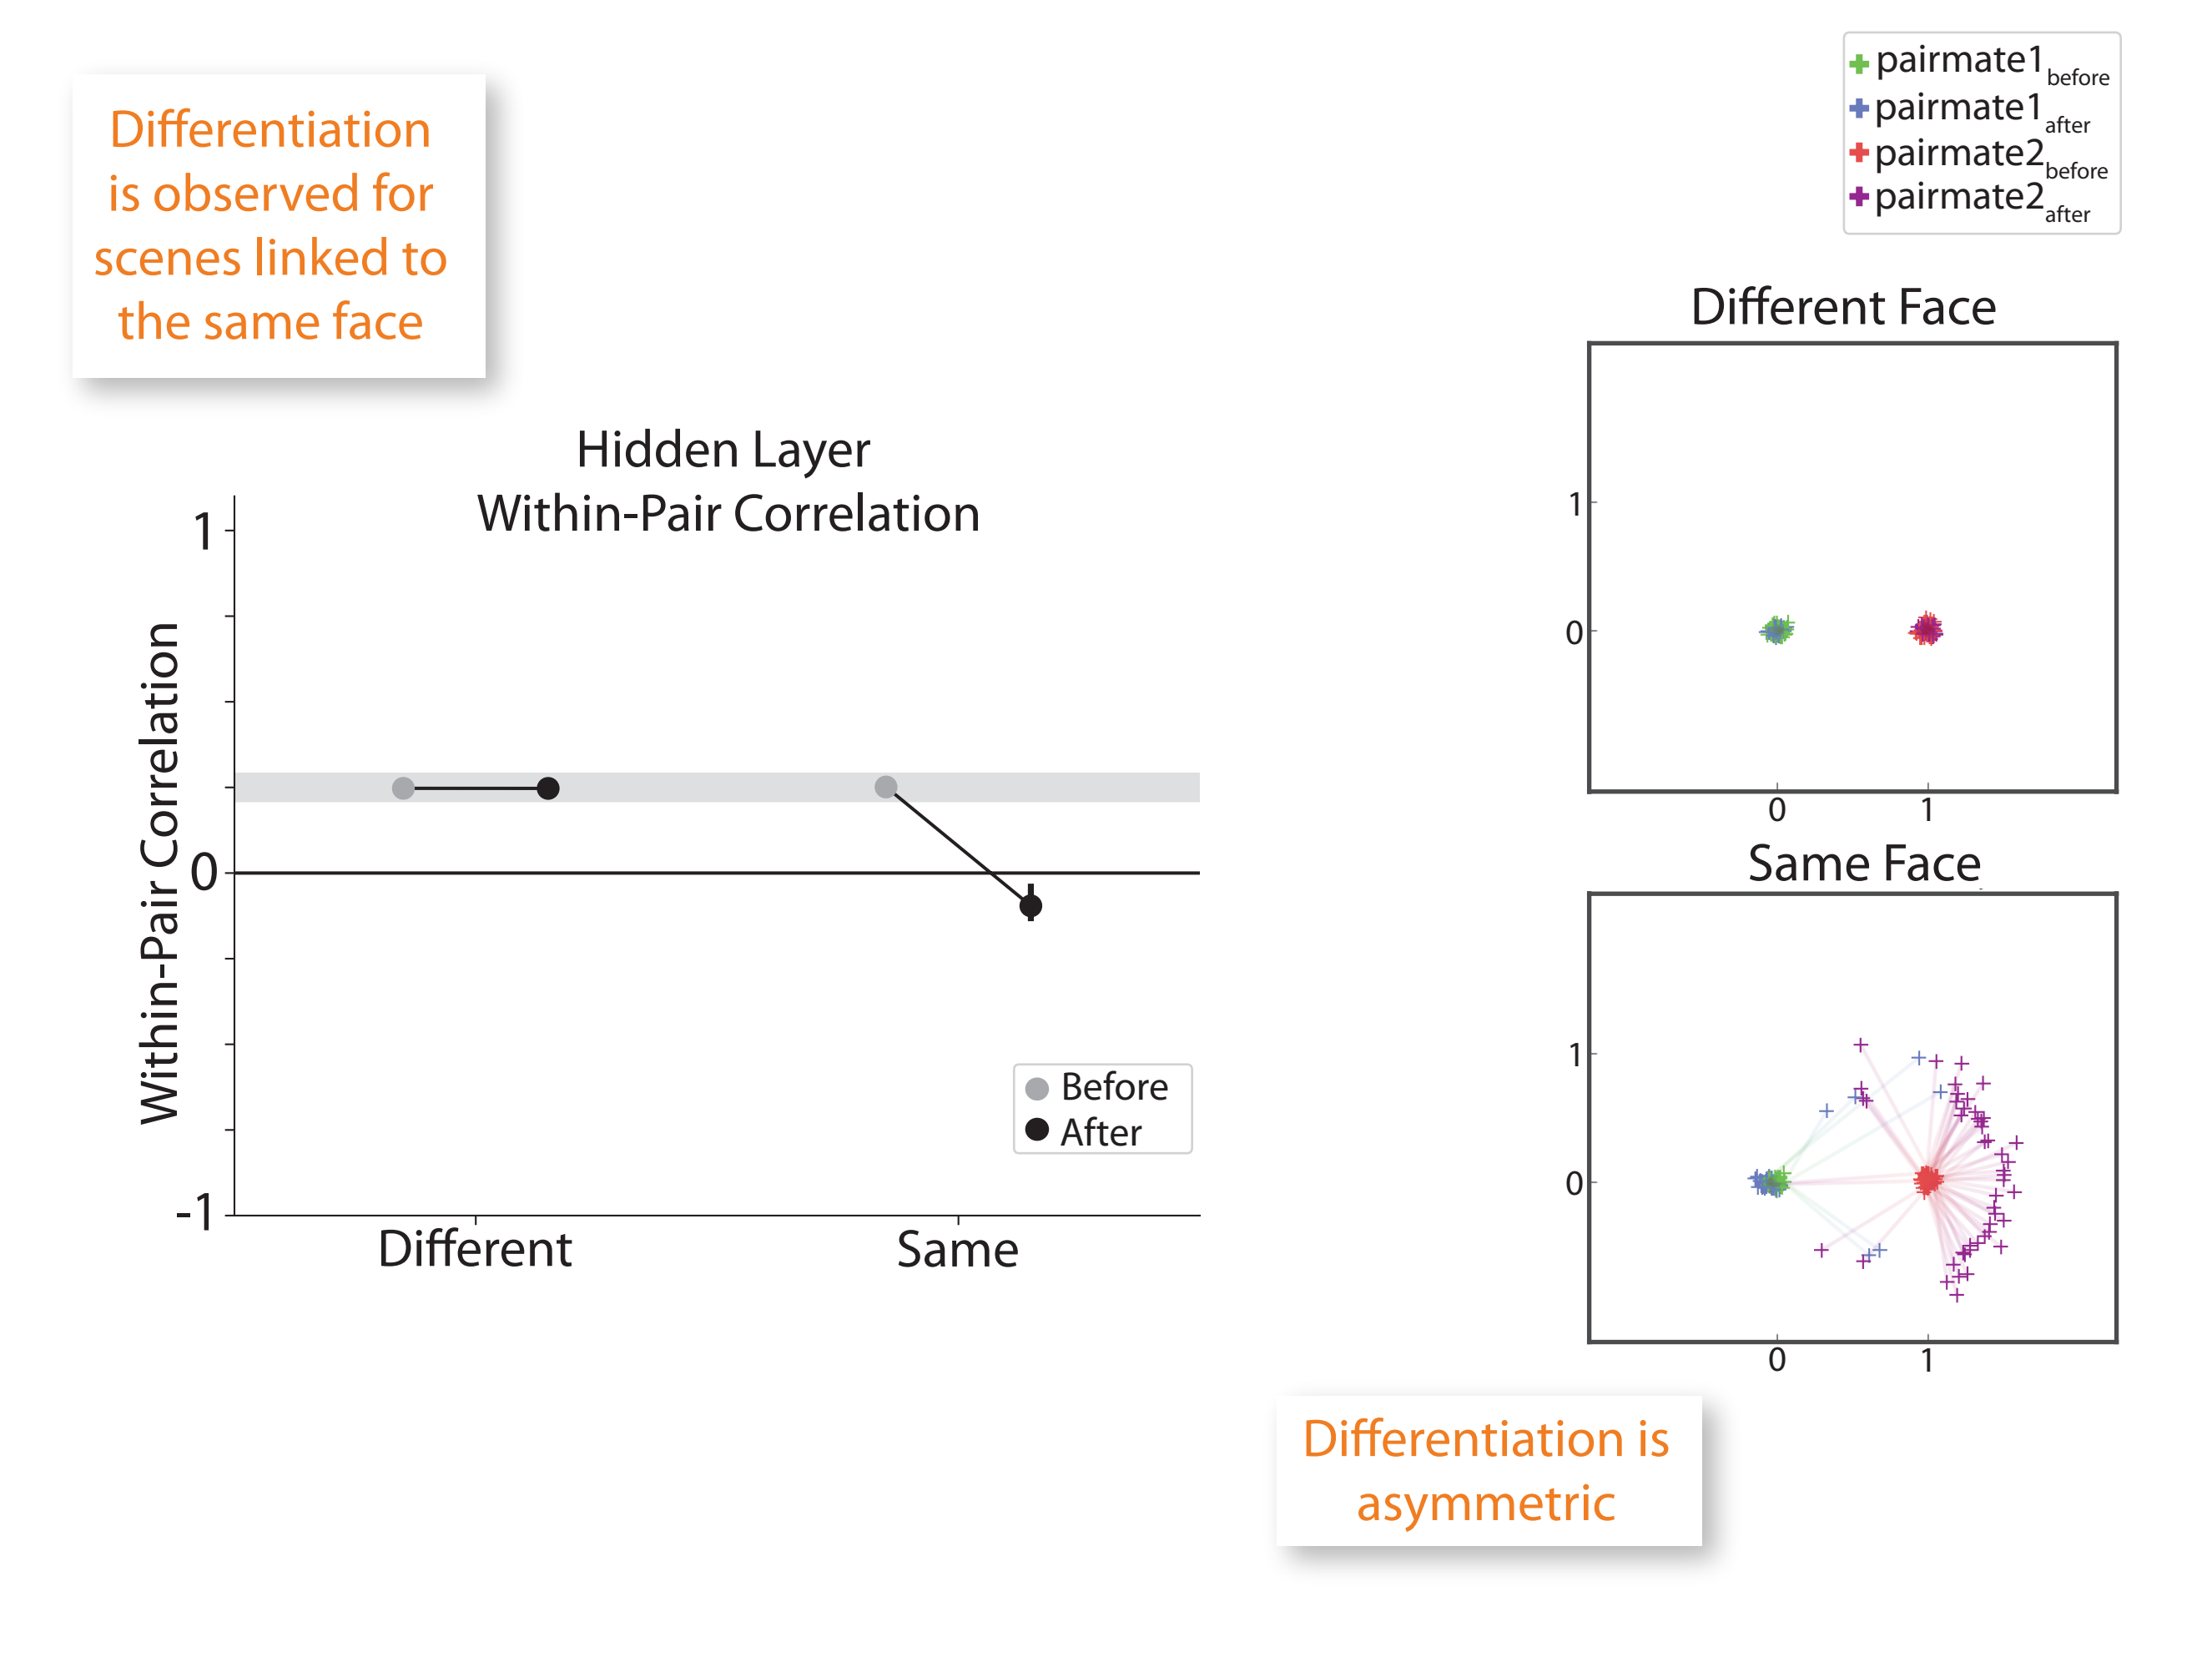 Differentiation
is observed for
scenes linked to
the same face
pairmate1before
pairmate1after
pairmate2before
pairmate2after
Hidden Layer
Within-Pair Correlation
Within-Pair Correlation
1
0
-1
Different
Same
Before
After
Different Face
1
0
0
1
Same Face
1
0
0
1
Differentiation is
asymmetric